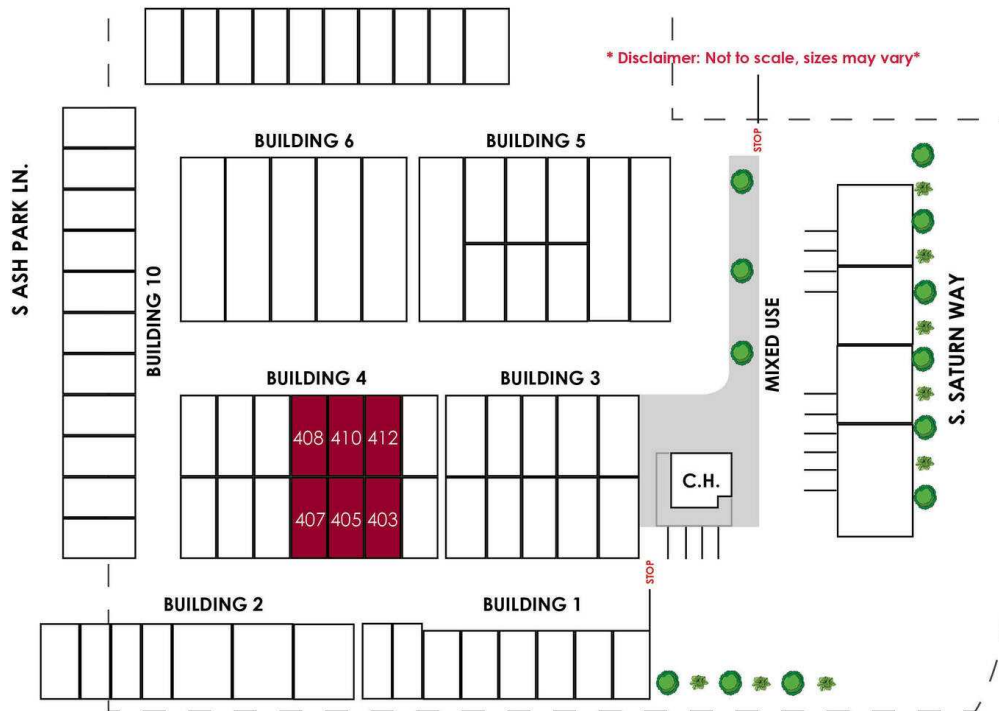 * Disclaimer: Not to scale, sizes may vary*
STOP
BUILDING 6
BUILDING 5
S ASH PARK LN.
BUILDING 10
MIXED USE
S. SATURN WAY
BUILDING 4
BUILDING 3
408 410 412
C.H.
407 405 403
STOP
BUILDING 2
BUILDING 1